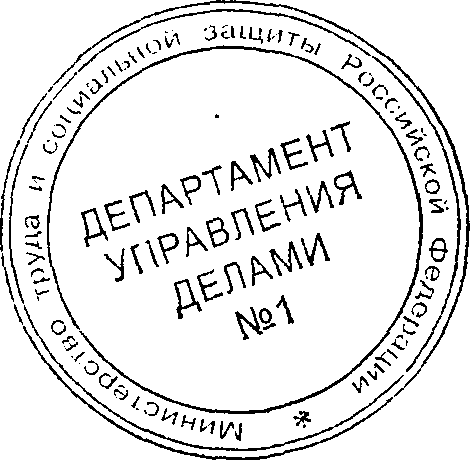 Министерство труда и социальной защиты Российской Федерации *
ДЕПАРТАМЕНТ
УПРАВЛЕНИЯ
ДЕЛАМИ
№1